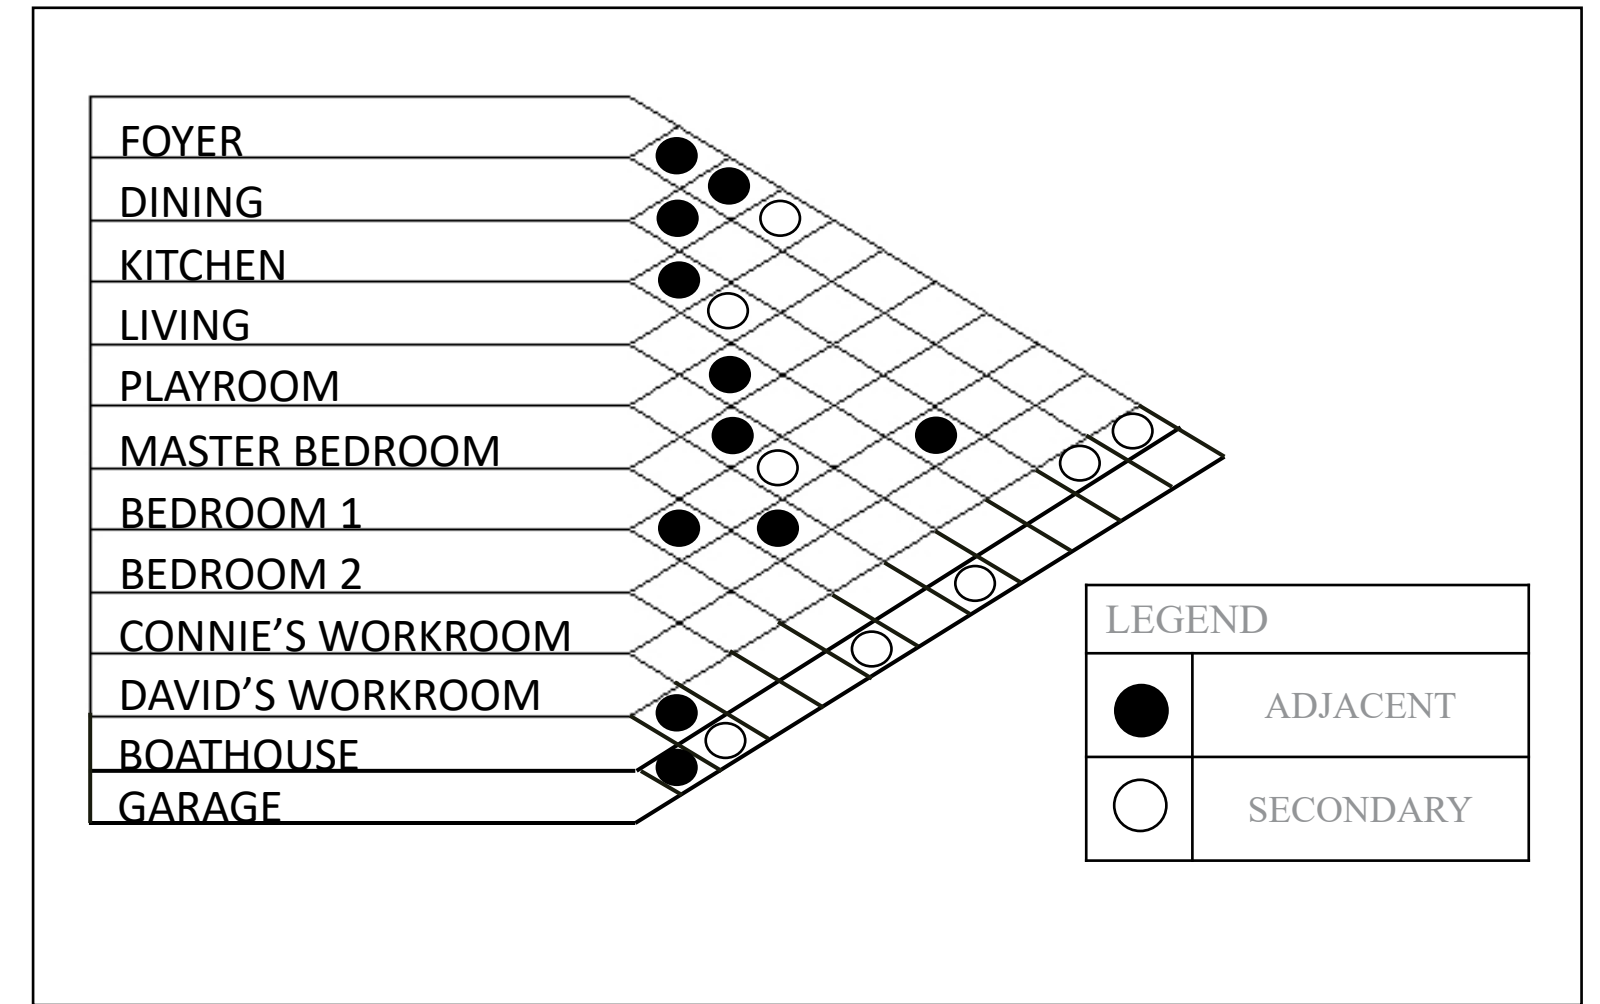 FOYER
DINING
KITCHEN
LIVING
PLAYROOM
MASTER BEDROOM
BEDROOM 1
BEDROOM 2
CONNIE’S WORKROOM
DAVID’S WORKROOM
BOATHOUSE
GARAGE
LEGEND
ADJACENT
SECONDARY